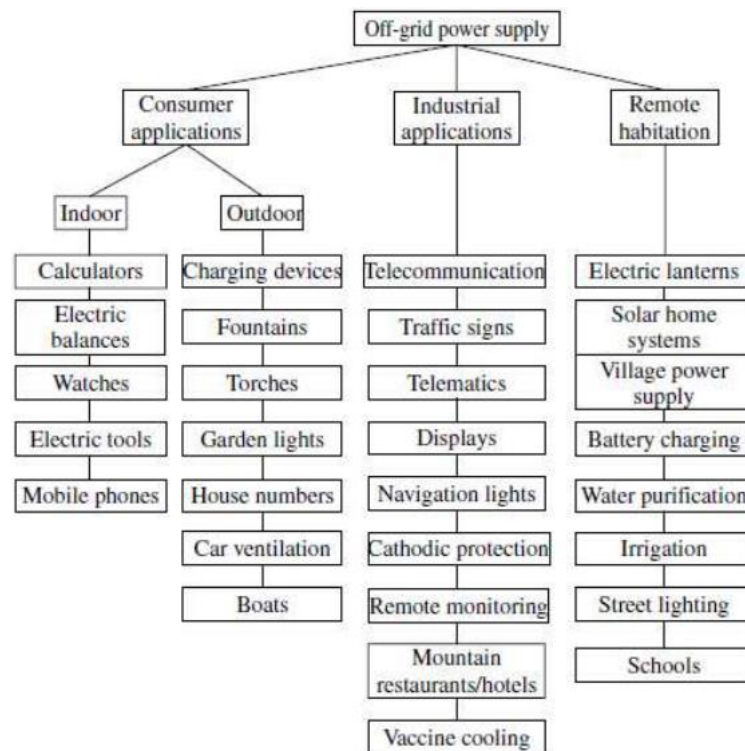 Off-grid power supply
Consumer
applications
Industrial
applications
Remote
habitation
Indoor
Outdoor
Calculators
Electric
balances
Watches
Electric tools
Mobile phones
Charging devices
Fountains
Torches
Garden lights
House numbers
Car ventilation
Boats
Telecommunication
Traffic signs
Telematics
Displays
Navigation lights
Cathodic protection
Remote monitoring
Mountain
restaurants/hotels
Vaccine cooling
Electric lanterns
Solar home
systems
Village power
supply
Battery charging
Water purification
Irrigation
Street lighting
Schools